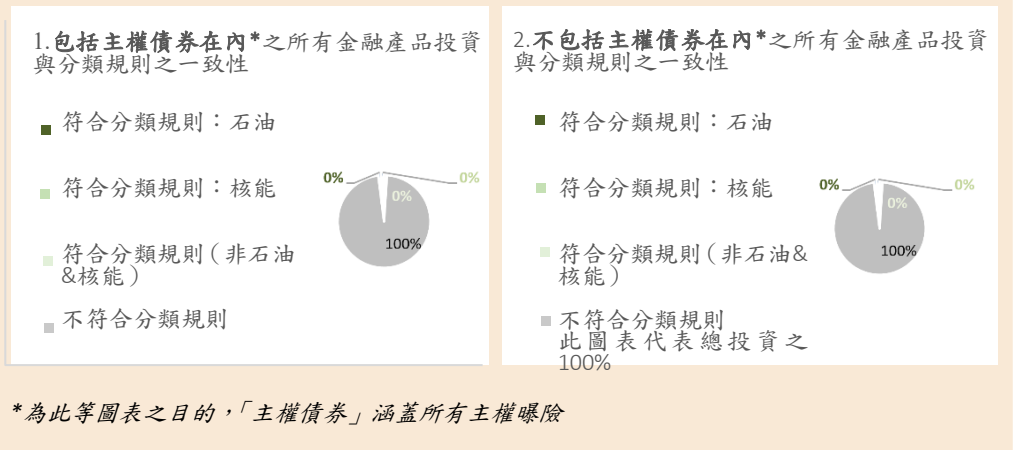 1.包括主權債券在內*之所有金融產品投資
與分類規則之一致性
符合分類規則：石油
符合分類規則：核能
符合分類規則（非石油
&核能）
不符合分類規則
0%
0%
0%
100%
2.不包括主權債券在內*之所有金融產品投資
與分類規則之一致性
符合分類規則：石油
符合分類規則：核能
符合分類規則（非石油&
核能）
不符合分類規則
此圖表代表總投資之
100%
0%
0%
0%
100%
*為此等圖表之目的，「主權債券」涵蓋所有主權曝險